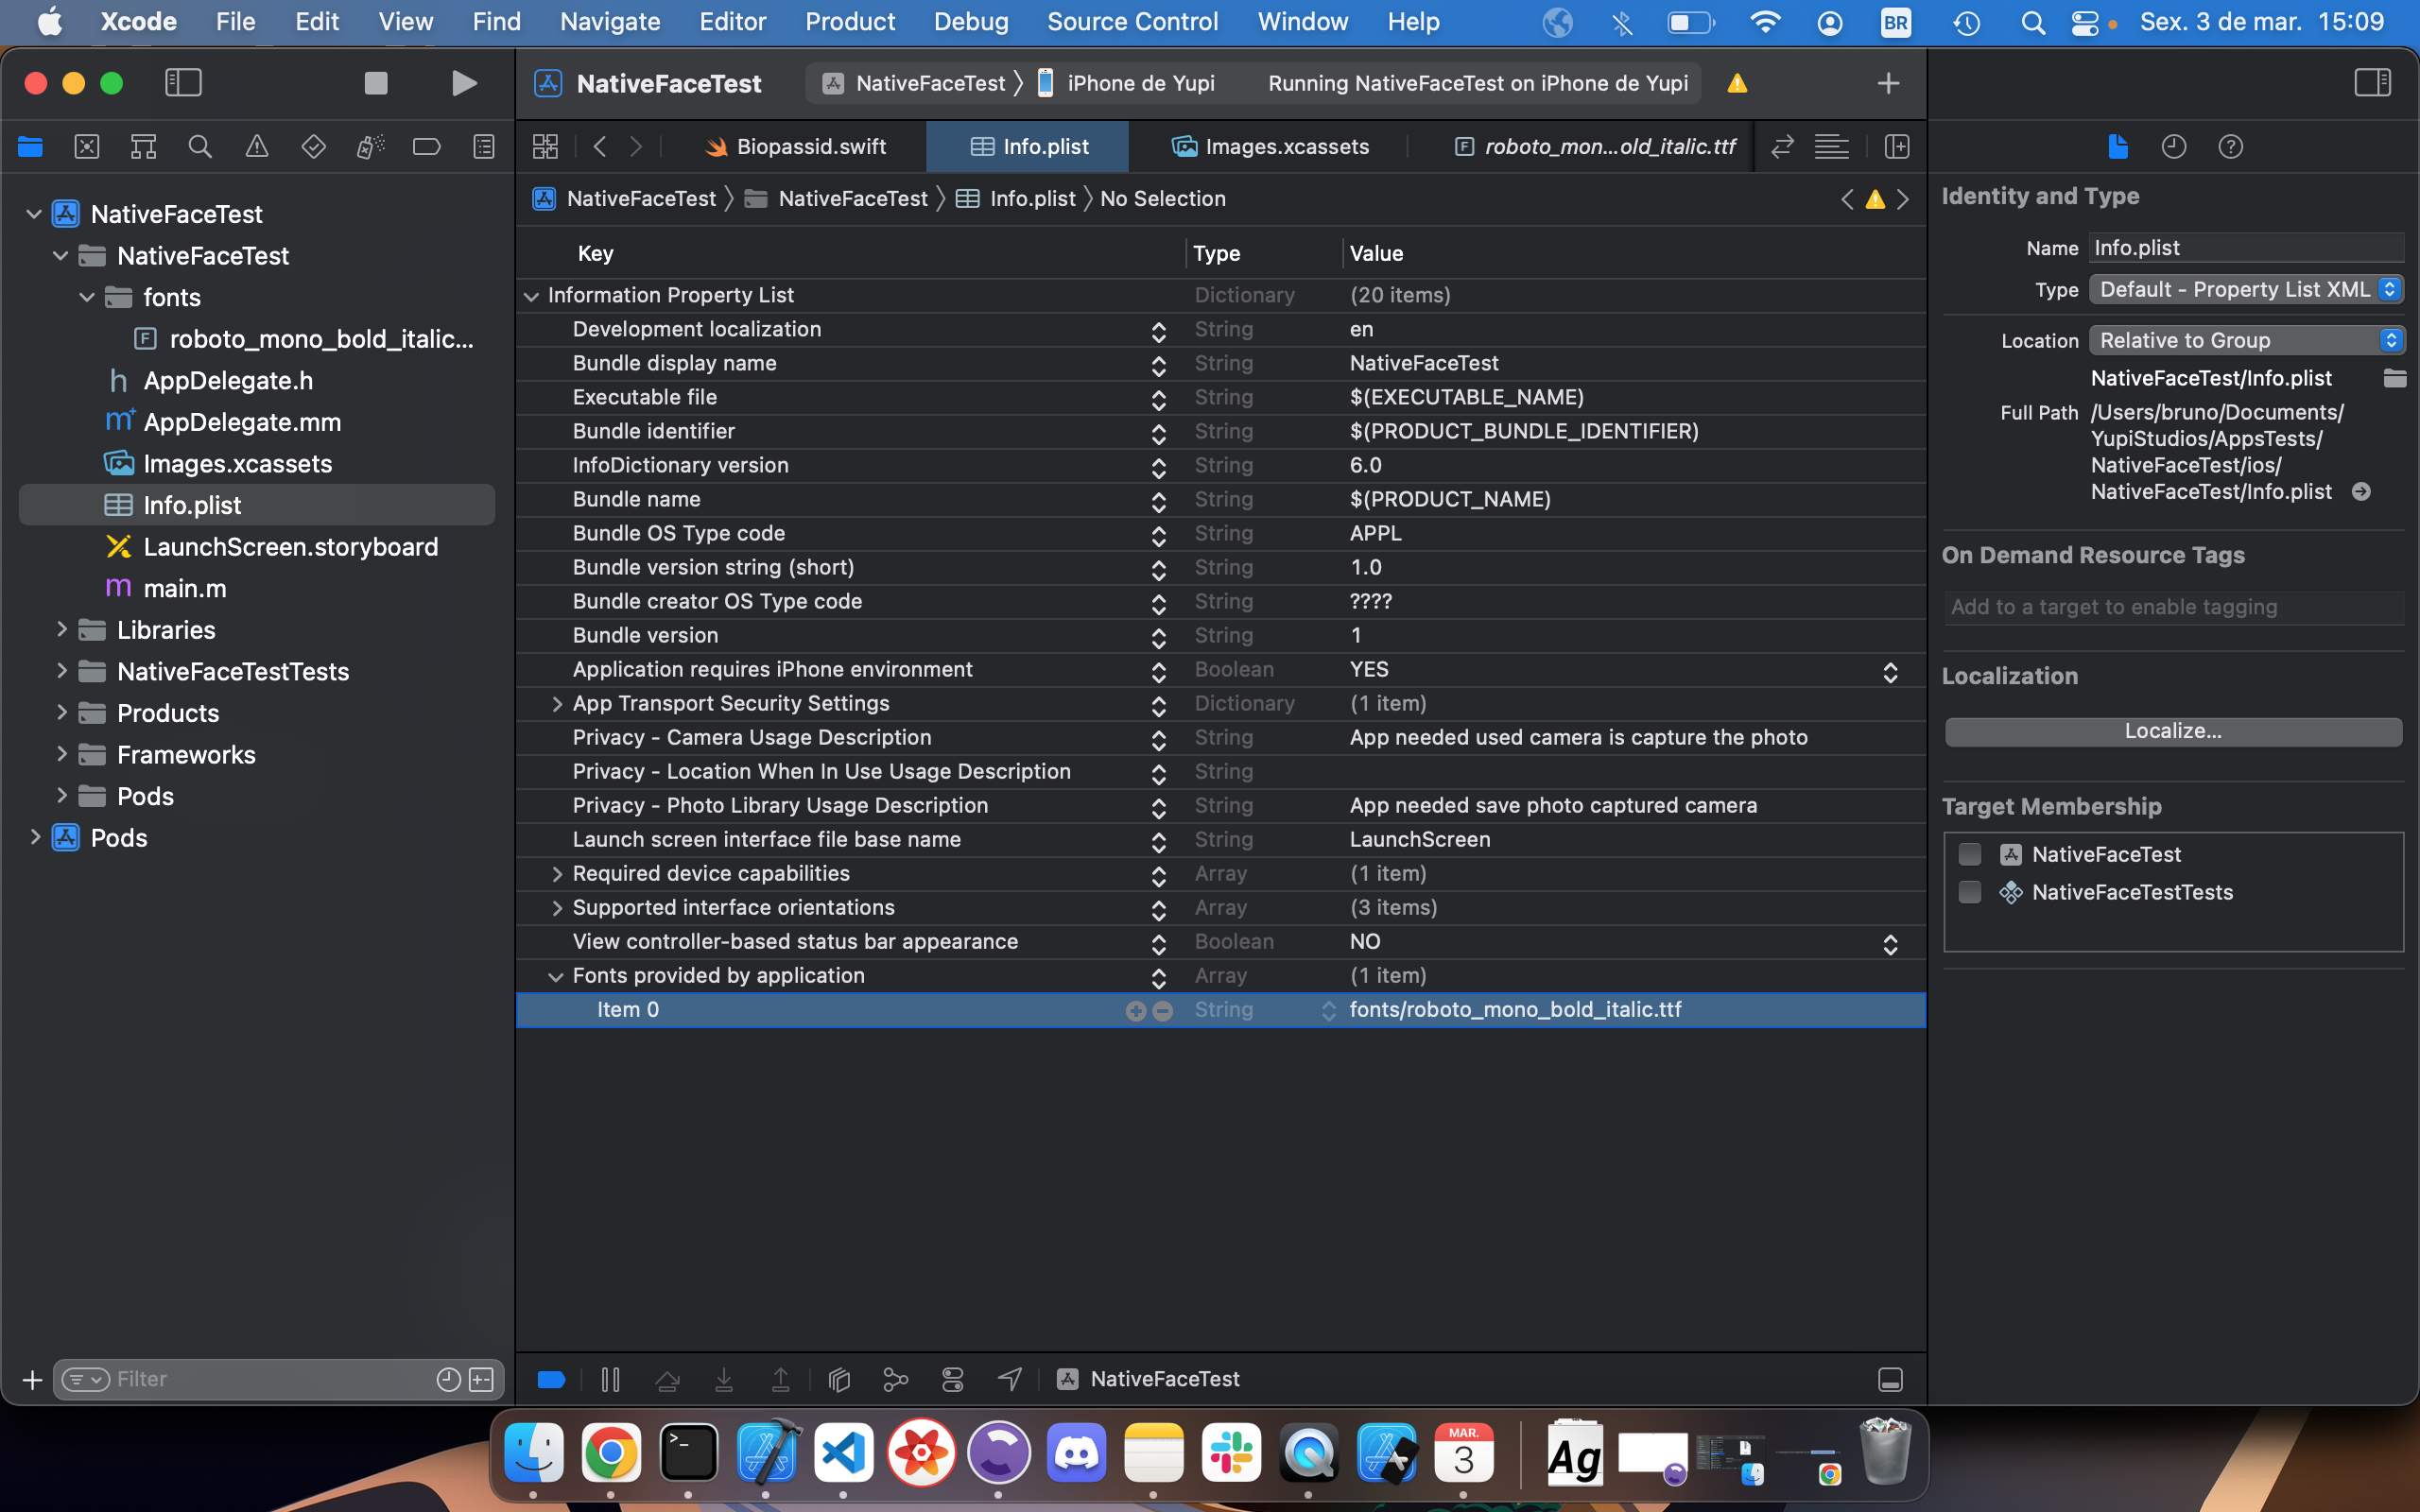 Xcode File Edit View Find Navigate Editor Product Debug Source Control Window Help BR Sex. 3 de mar. 15:09
NativeFaceTest NativeFaceTest iPhone de Yupi Running NativeFaceTest on iPhone de Yupi
Biopassid.swift Info.plist Images.xcassets roboto_mon...old_italic.ttf
NativeFaceTest NativeFaceTest Info.plist No Selection
NativeFaceTest
NativeFaceTest
fonts
roboto_mono_bold_italic...
AppDelegate.h
AppDelegate.mm
Images.xcassets
Info.plist
LaunchScreen.storyboard
main.m
Libraries
NativeFaceTestTests
Products
Frameworks
Pods
Pods
Filter
Key Type Value
Information Property List Dictionary (20 items)
Development localization String en
Bundle display name String NativeFaceTest
Executable file String $(EXECUTABLE_NAME)
Bundle identifier String $(PRODUCT_BUNDLE_IDENTIFIER)
InfoDictionary version String 6.0
Bundle name String $(PRODUCT_NAME)
Bundle OS Type code String APPL
Bundle version string (short) String 1.0
Bundle creator OS Type code String ????
Bundle version String 1
Application requires iPhone environment Boolean YES
App Transport Security Settings Dictionary (1 item)
Privacy - Camera Usage Description String App needed used camera is capture the photo
Privacy - Location When In Use Usage Description String
Privacy - Photo Library Usage Description String App needed save photo captured camera
Launch screen interface file base name String LaunchScreen
Required device capabilities Array (1 item)
Supported interface orientations Array (3 items)
View controller-based status bar appearance Boolean NO
Fonts provided by application Array (1 item)
Item 0 String fonts/roboto_mono_bold_italic.ttf
NativeFaceTest
Identity and Type
Name Info.plist
Type Default - Property List XML
Location Relative to Group
NativeFaceTest/Info.plist
Full Path /Users/bruno/Documents/
YupiStudios/AppsTests/
NativeFaceTest/ios/
NativeFaceTest/Info.plist
On Demand Resource Tags
Add to a target to enable tagging
Localization
Localize...
Target Membership
NativeFaceTest
NativeFaceTestTests
MAR.
3
Ag